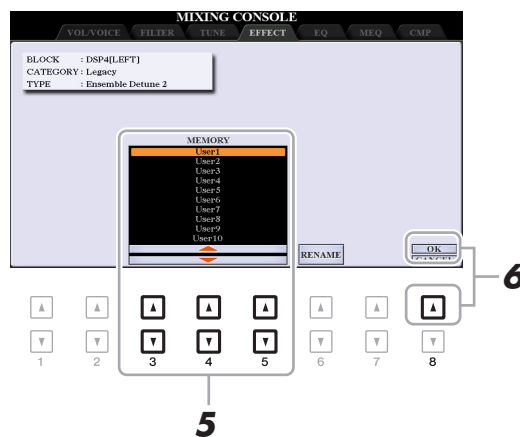 MIXING CONSOLE
VOL/VOICE FILTER TUNE EFFECT EQ MEQ CMP
BLOCK : DSP4[LEFT]
CATEGORY : Legacy
TYPE : Ensemble Detune 2
MEMORY
User1
User2
User3
User4
User5
User6
User7
User8
User9
User10
RENAME
OK
CANCEL
6
1 2 3 4 5 6 7 8
5